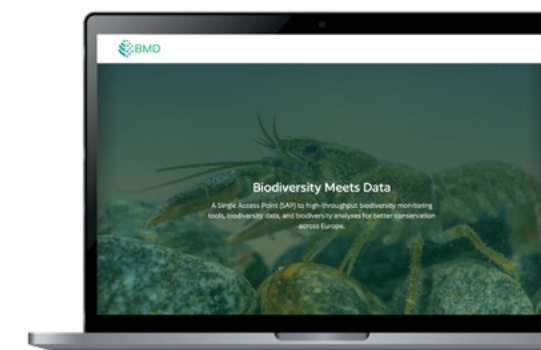 BMD
Biodiversity Meets Data
A Single Access Point (SAP) to high-throughput biodiversity monitoring
tools, biodiversity data, and biodiversity analyses for better conservation
across Europe.